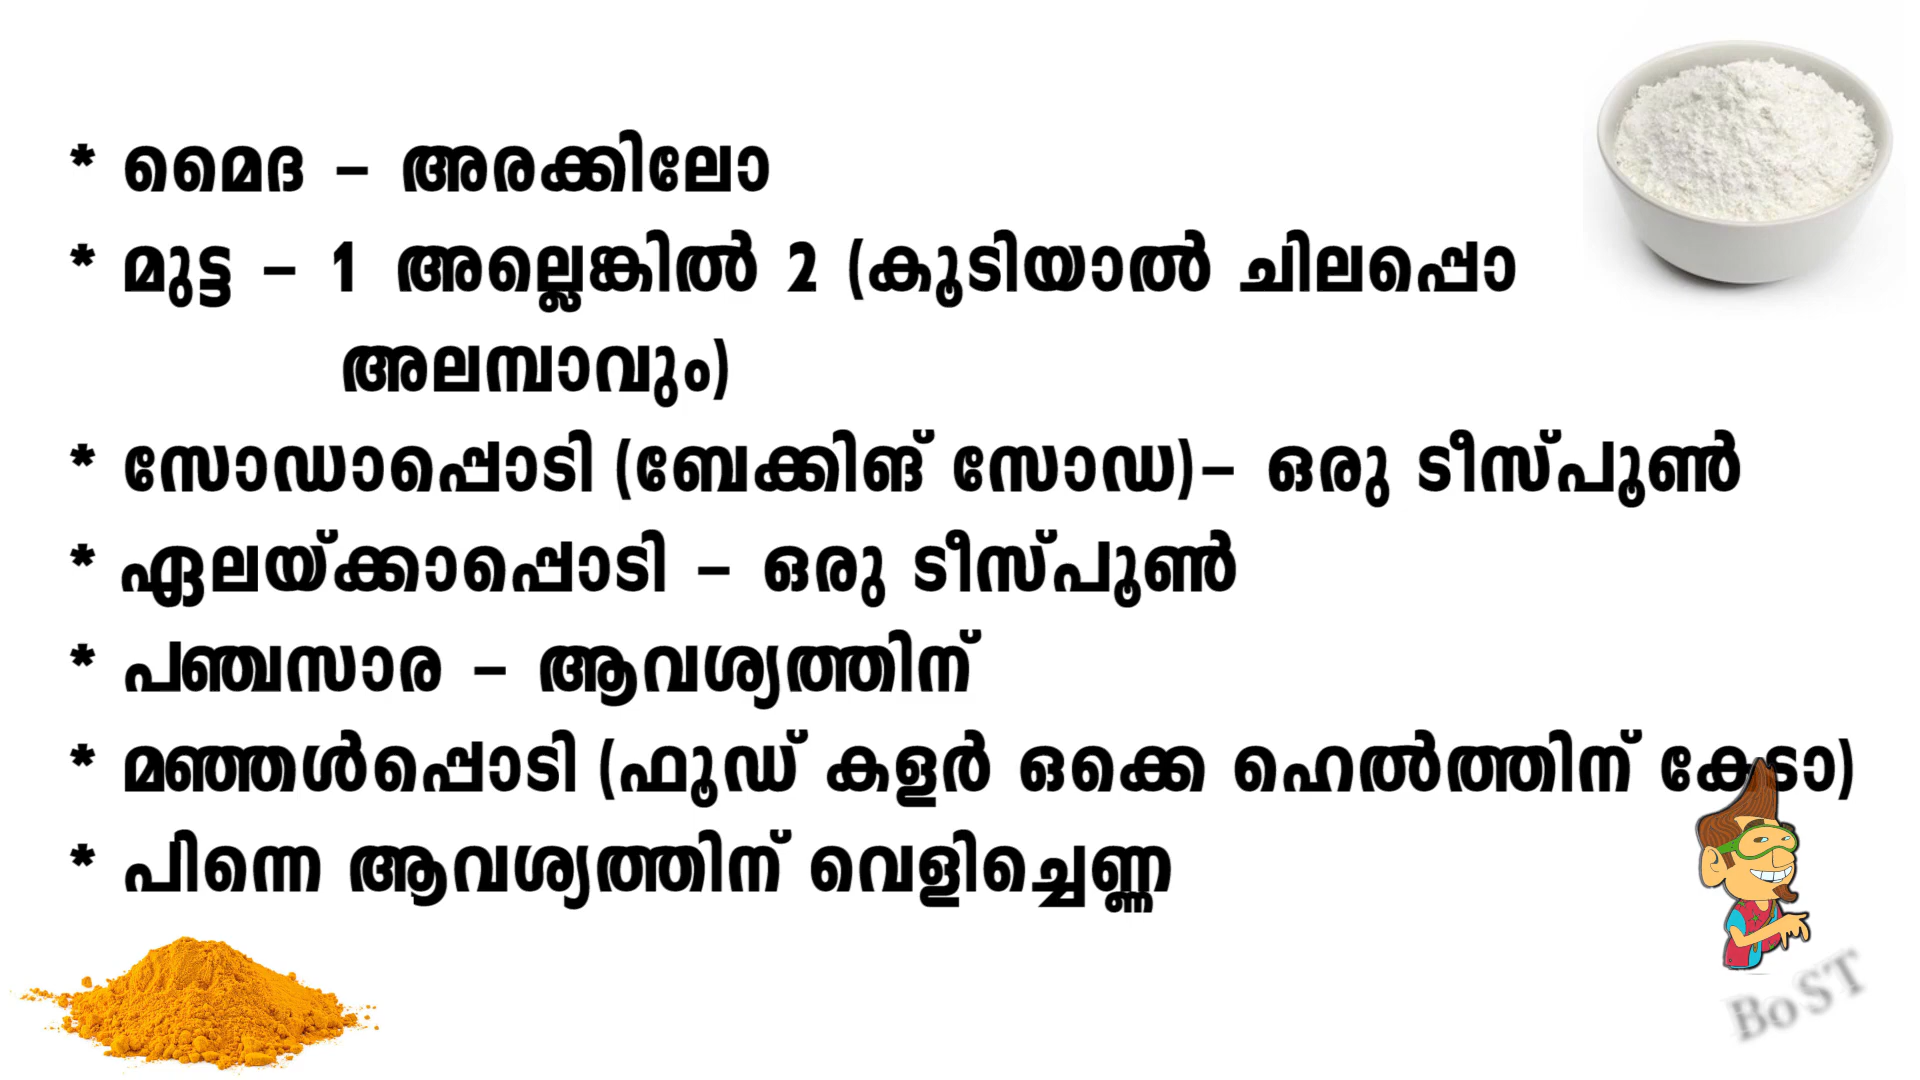 * മൈദ - അരക്കിലോ
* മുട്ട - 1 അല്ലെങ്കിൽ 2 (കൂടിയാൽ ചിലപ്പൊ
അലമ്പാവും)
* സോഡാപ്പൊടി (ബേക്കിങ് സോഡ)- ഒരു ടീസ്പൂൺ
* ഏലയ്ക്കാപ്പൊടി - ഒരു ടീസ്പൂൺ
* പഞ്ചസാര - ആവശ്യത്തിന്
* മഞ്ഞൾപ്പൊടി (ഫൂഡ് കളർ ഒക്കെ ഹെൽത്തിന് കേടാ)
* പിന്നെ ആവശ്യത്തിന് വെളിച്ചെണ്ണ
BoST